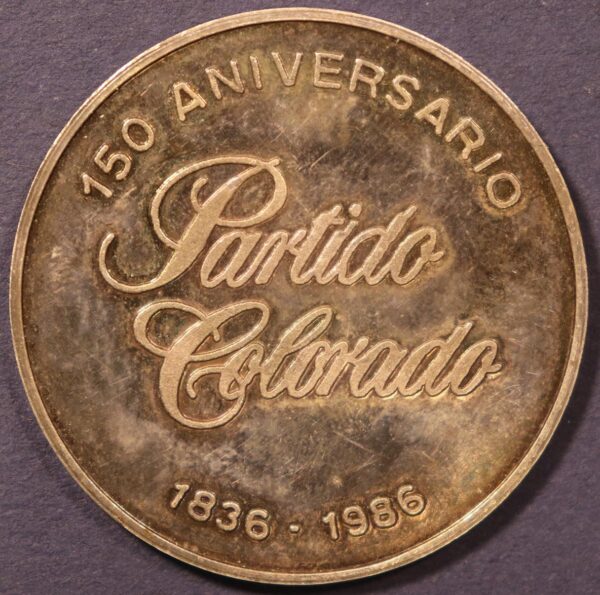 150 ANIVERSARIO
Partido
Colorado
1836 - 1986